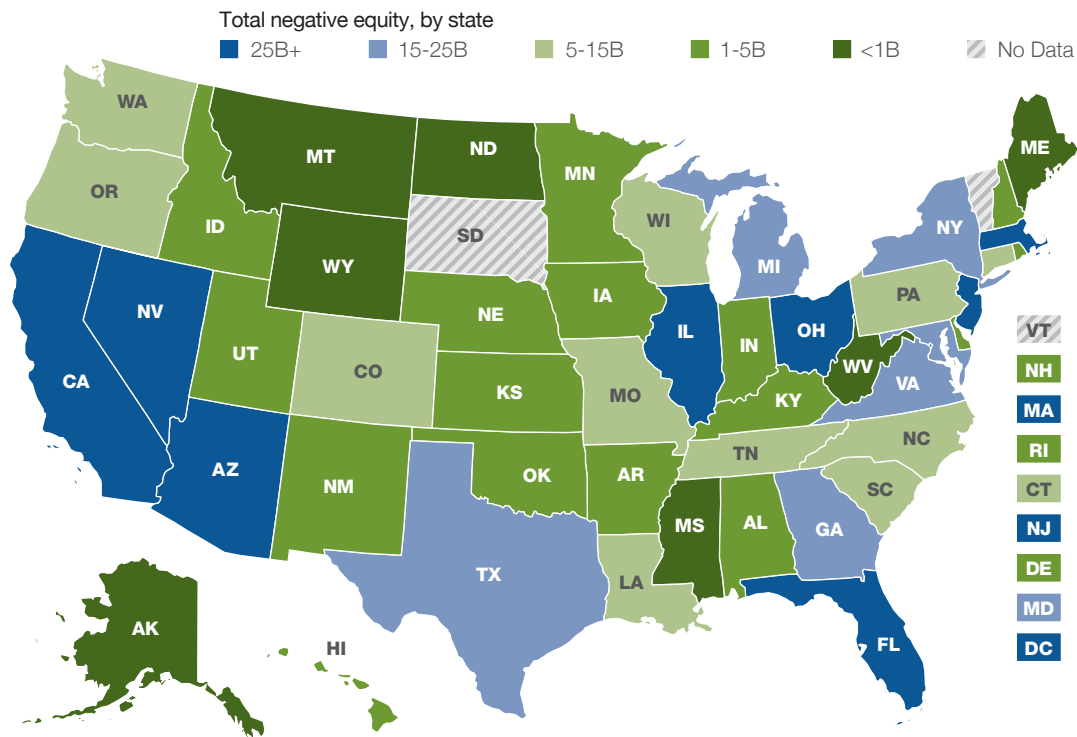 Total negative equity, by state
25B+ 15-25B 5-15B 1-5B <1B No Data
WA
ME
MT
ND
MN
OR
WI
ID
SD
NY
WY
MI
IA
PA
NV
NE
IL
OH
VT
UT
IN
CO
WV
NH
CA
VA
KS
MO
KY
MA
NC
RI
TN
AZ
OK
AR
NM
SC
CT
MS
AL
GA
NJ
TX
LA
DE
MD
AK
HI
FL
DC